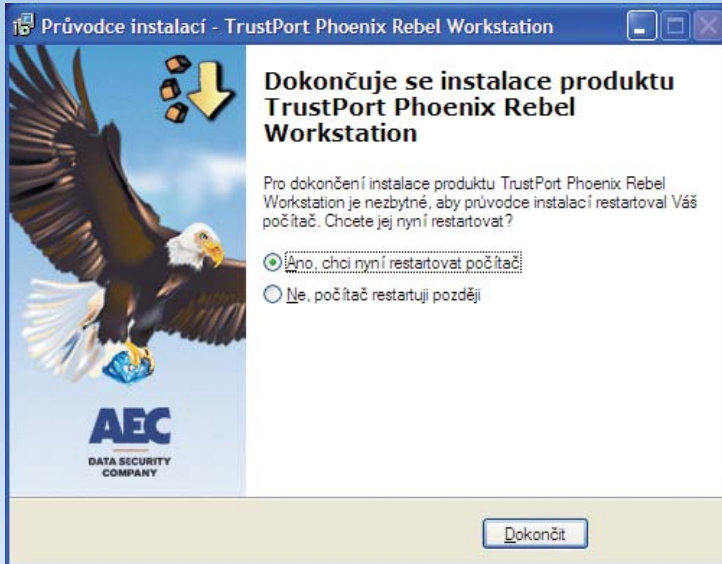 Průvodce instalací - TrustPort Phoenix Rebel Workstation
Dokončuje se instalace produktu
TrustPort Phoenix Rebel
Workstation
Pro dokončení instalace produktu TrustPort Phoenix Rebel
Workstation je nezbytné, aby průvodce instalací restartoval Váš
počítač. Chcete jej nyní restartovat?
Ano, chci nyní restartovat počítač
Ne, počítač restartuji později
AEC
DATA SECURITY
COMPANY
Dokončit